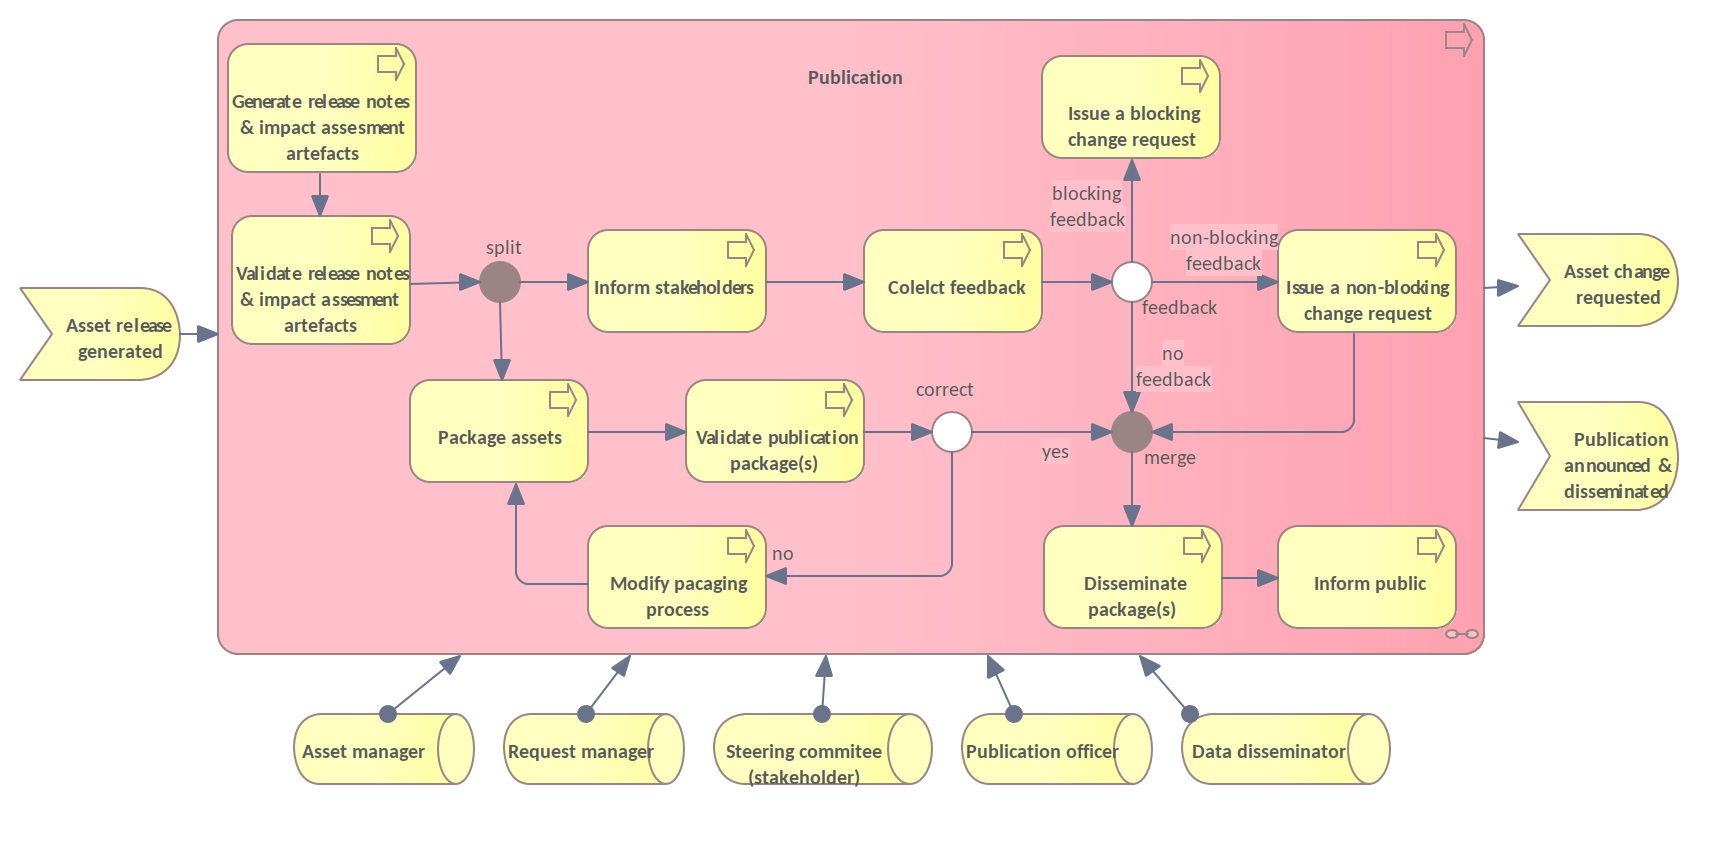 Publication
Generate release notes
& impact assesment
artefacts
Issue a blocking
change request
blocking
feedback
Validate release notes
& impact assesment
artefacts
split
Inform stakeholders
Colelct feedback
non-blocking
feedback
feedback
Issue a non-blocking
change request
Asset release
generated
Asset change
requested
no
feedback
Package assets
Validate publication
package(s)
correct
yes
merge
Publication
announced &
disseminated
Modify pacaging
process
no
Disseminate
package(s)
Inform public
Asset manager
Request manager
Steering commitee
(stakeholder)
Publication officer
Data disseminator